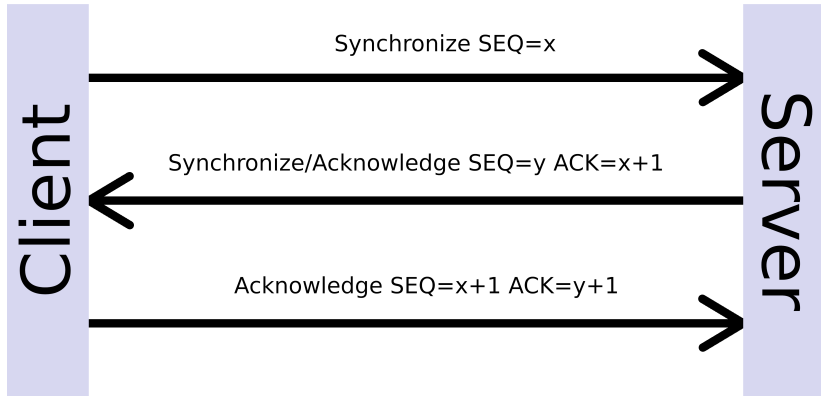 Client
Synchronize SEQ=x
Synchronize/Acknowledge SEQ=y ACK=x+1
Acknowledge SEQ=x+1 ACK=y+1
Server